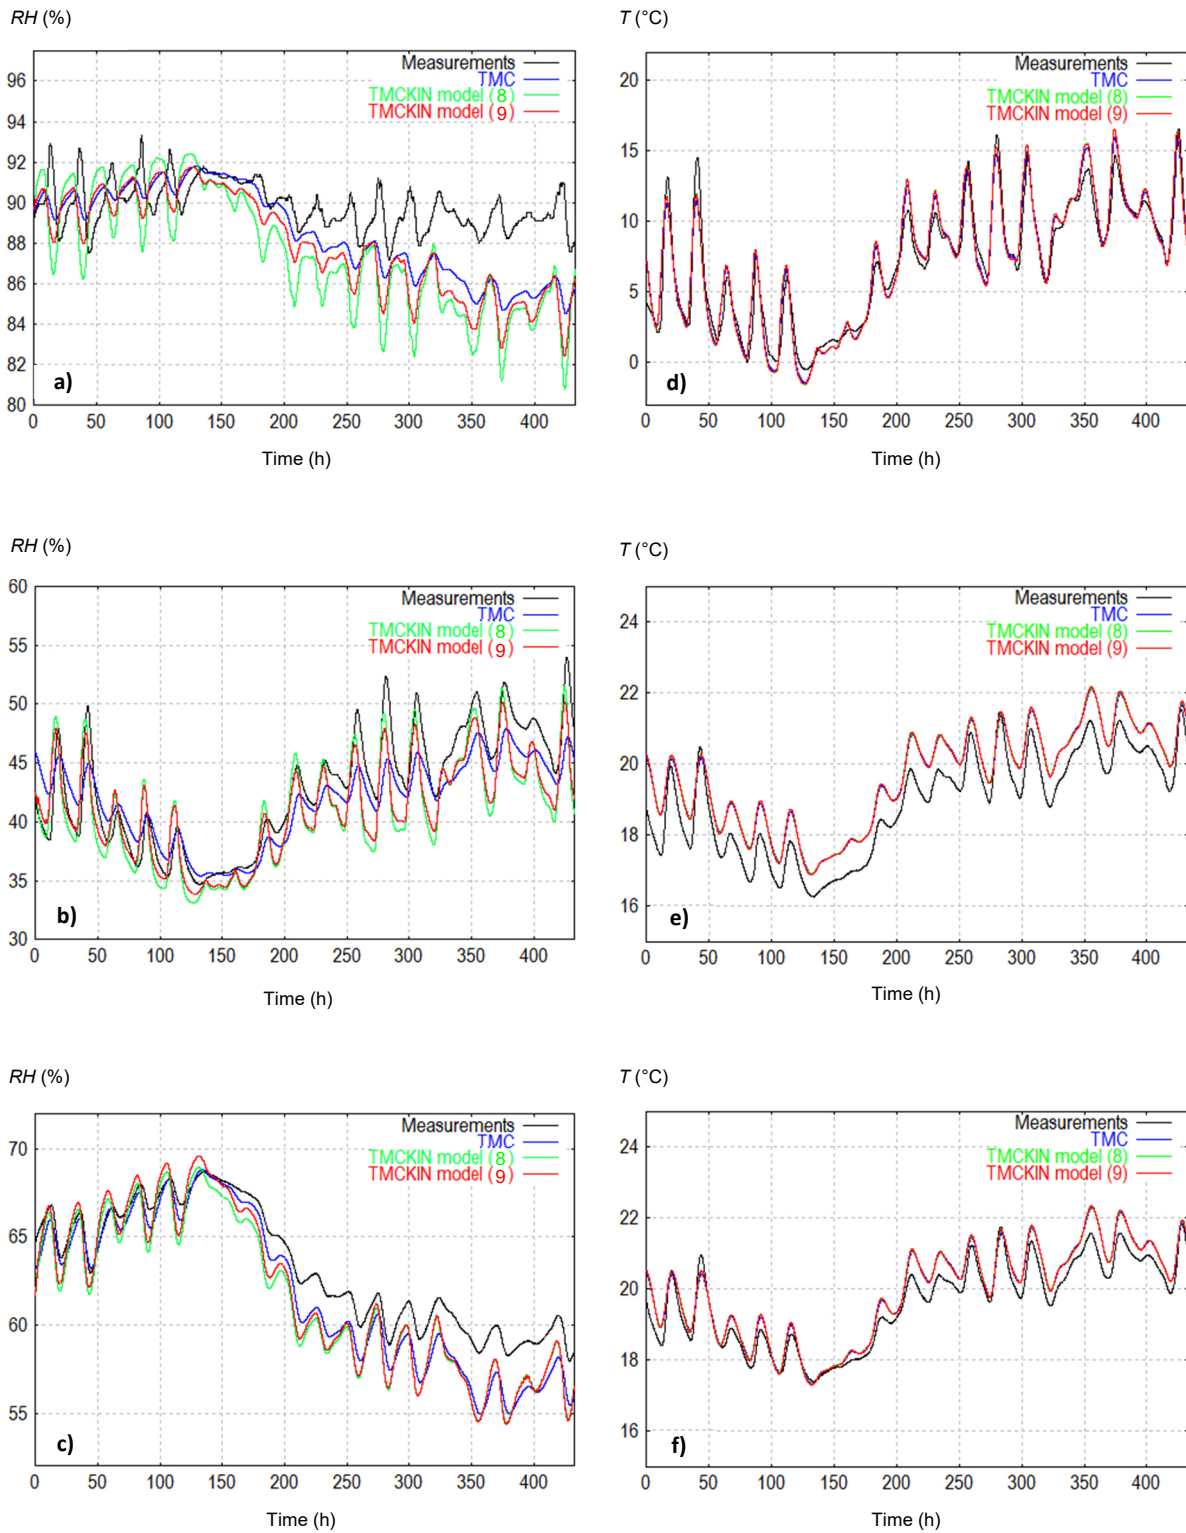 RH (%)
Measurements
TMC
TMCKIN model (8)
TMCKIN model (9)
96
94
92
90
88
86
84
82
80
a)
0 50 100 150 200 250 300 350 400
Time (h)
T (°C)
Measurements
TMC
TMCKIN model (8)
TMCKIN model (9)
20
15
10
5
0
d)
0 50 100 150 200 250 300 350 400
Time (h)
RH (%)
Measurements
TMC
TMCKIN model (8)
TMCKIN model (9)
60
55
50
45
40
35
30
b)
0 50 100 150 200 250 300 350 400
Time (h)
T (°C)
Measurements
TMC
TMCKIN model (8)
TMCKIN model (9)
24
22
20
18
16
e)
0 50 100 150 200 250 300 350 400
Time (h)
RH (%)
Measurements
TMC
TMCKIN model (8)
TMCKIN model (9)
70
65
60
55
c)
0 50 100 150 200 250 300 350 400
Time (h)
T (°C)
Measurements
TMC
TMCKIN model (8)
TMCKIN model (9)
24
22
20
18
16
f)
0 50 100 150 200 250 300 350 400
Time (h)